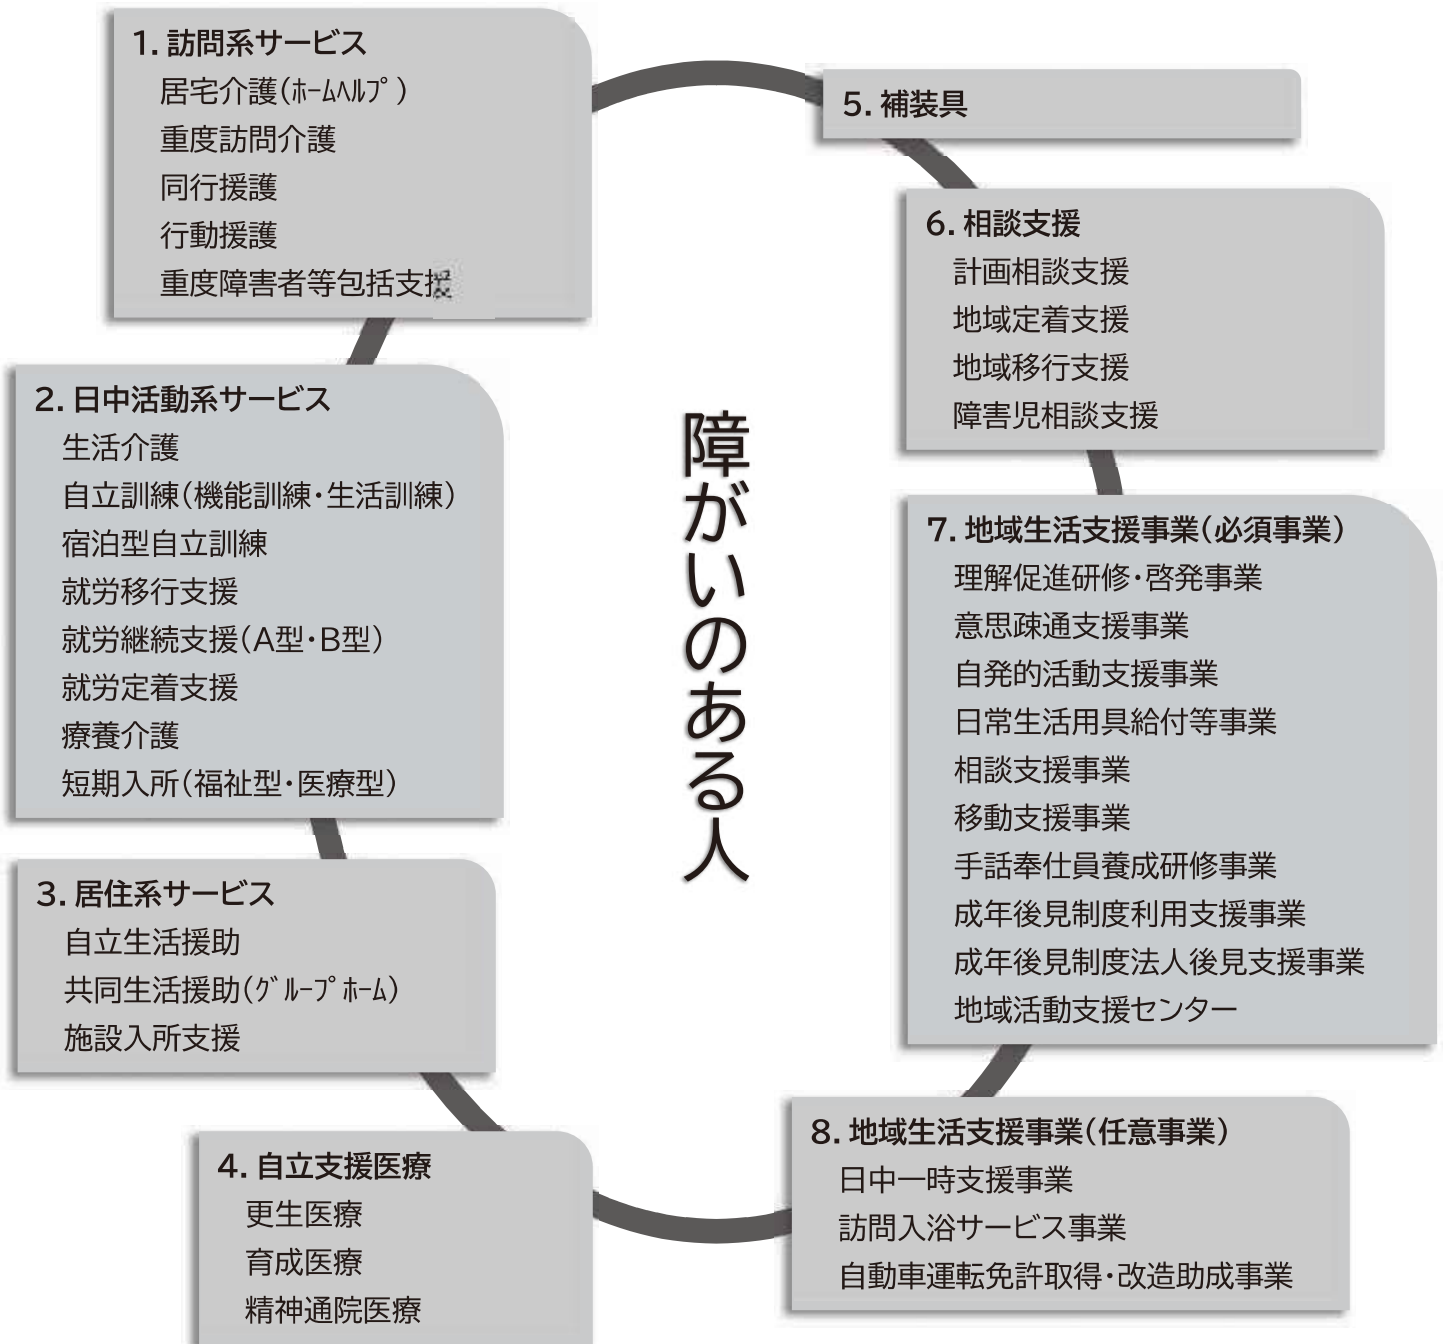 1. 訪問系サービス
居宅介護(ﾎｰﾑﾍﾙﾌﾟ)
重度訪問介護
同行援護
行動援護
重度障害者等包括支援
2. 日中活動系サービス
生活介護
自立訓練(機能訓練・生活訓練)
宿泊型自立訓練
就労移行支援
就労継続支援(A型・B型)
就労定着支援
療養介護
短期入所(福祉型・医療型)
3. 居住系サービス
自立生活援助
共同生活援助(ｸﾞﾙｰﾌﾟﾎｰﾑ)
施設入所支援
4. 自立支援医療
更生医療
育成医療
精神通院医療
障がいのある人
5. 補装具
6. 相談支援
計画相談支援
地域定着支援
地域移行支援
障害児相談支援
7. 地域生活支援事業(必須事業)
理解促進研修・啓発事業
意思疎通支援事業
自発的活動支援事業
日常生活用具給付等事業
相談支援事業
移動支援事業
手話奉仕員養成研修事業
成年後見制度利用支援事業
成年後見制度法人後見支援事業
地域活動支援センター
8. 地域生活支援事業(任意事業)
日中一時支援事業
訪問入浴サービス事業
自動車運転免許取得・改造助成事業